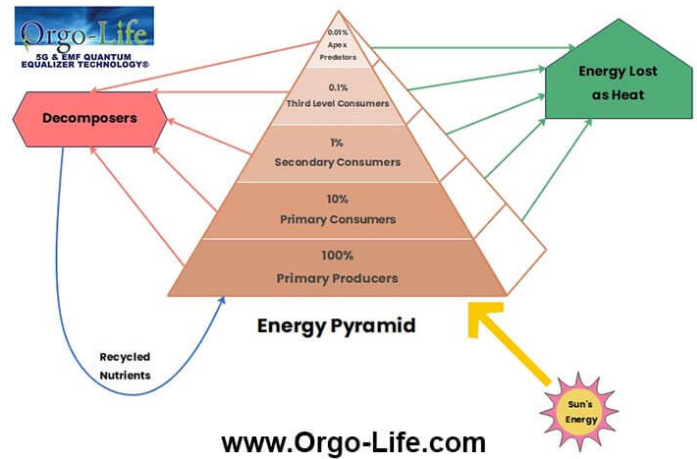 Orgo-Life
5G & EMF QUANTUM
EQUALIZER TECHNOLOGY®
0.01%
Apex
Predators
0.1%
Third Level Consumers
1%
Secondary Consumers
10%
Primary Consumers
100%
Primary Producers
Decomposers
Energy Lost
as Heat
Energy Pyramid
Recycled
Nutrients
Sun's
Energy
www.Orgo-Life.com